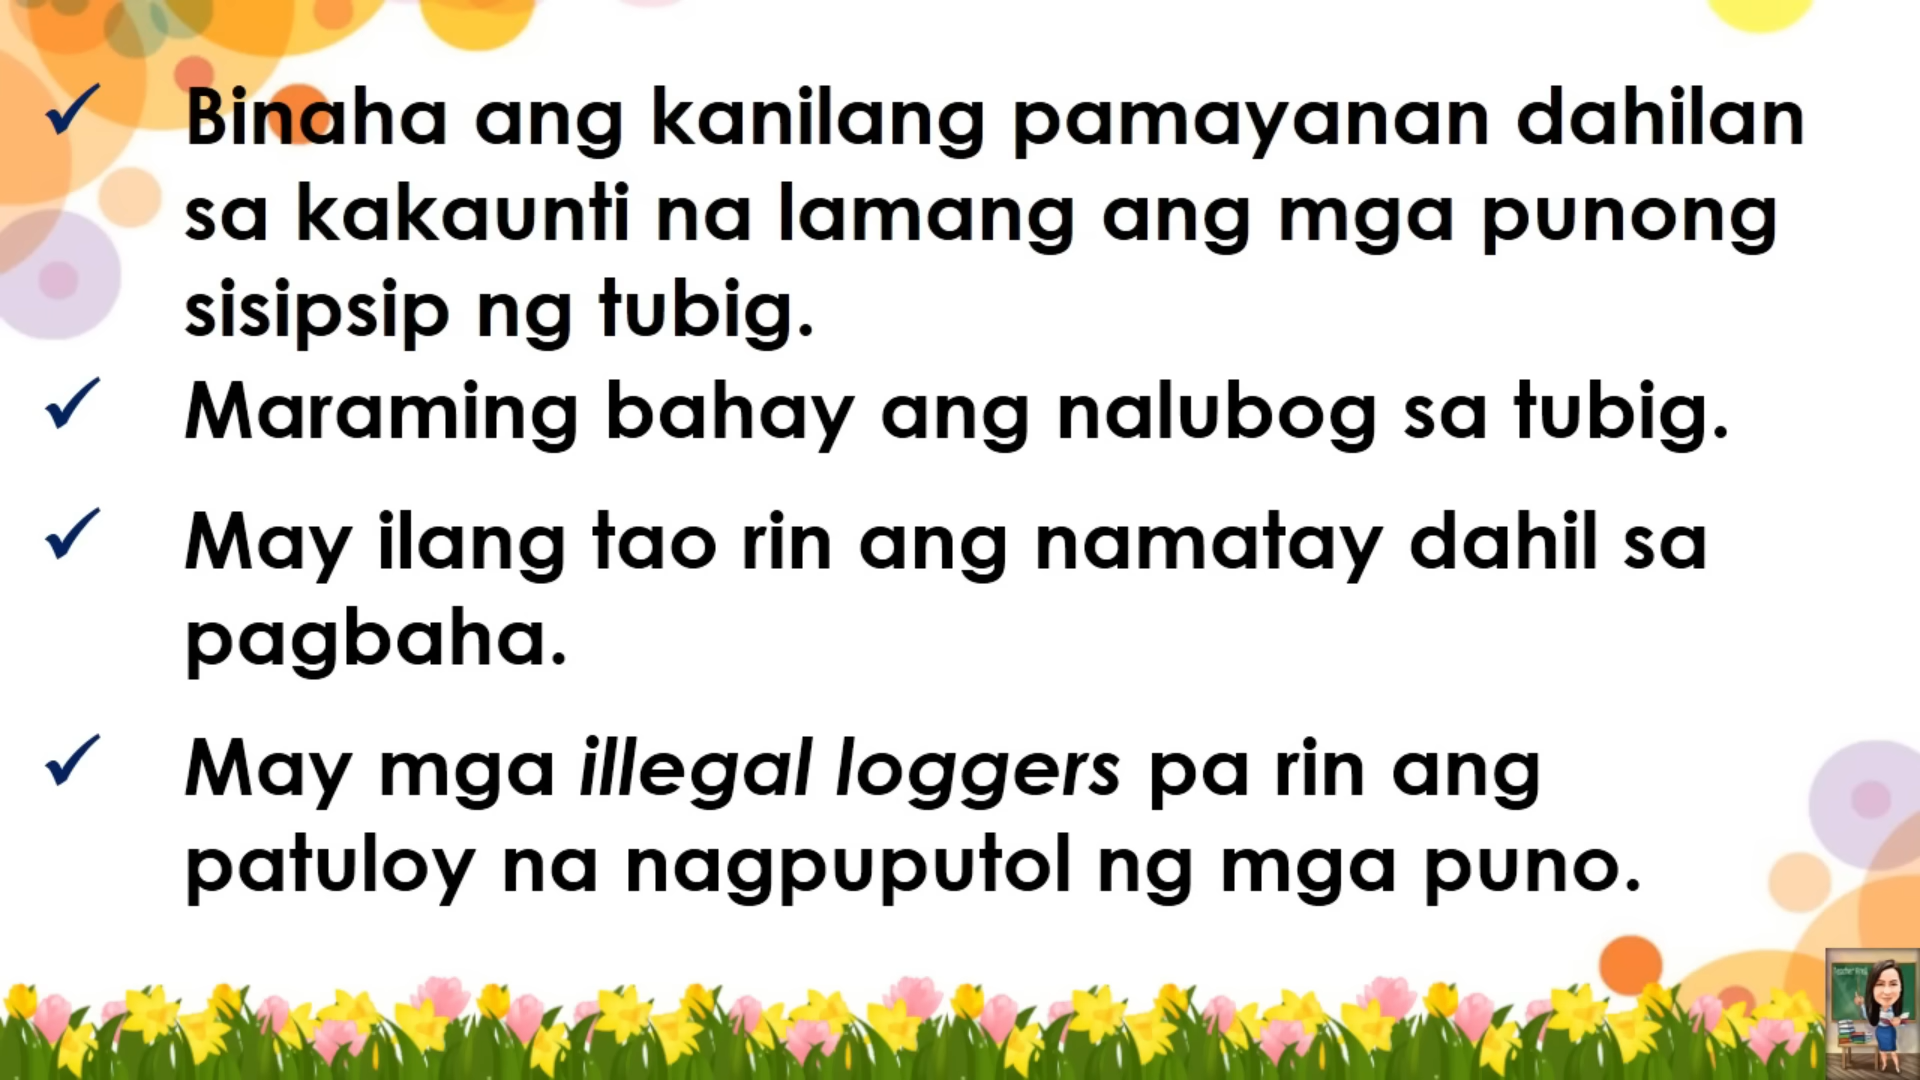 Binaha ang kanilang pamayanan dahilan
sa kakaunti na lamang ang mga punong
sisipsip ng tubig.
Maraming bahay ang nalubog sa tubig.
May ilang tao rin ang namatay dahil sa
pagbaha.
May mga illegal loggers pa rin ang
patuloy na nagpuputol ng mga puno.